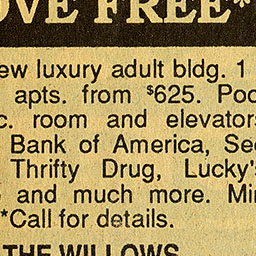 OVE FREE*
ew luxury adult bldg. 1
apts. from $625. Poo
c. room and elevators
Bank of America, Se
Thrifty Drug, Lucky's
and much more. Mi
*Call for details.
THE WILLOWS